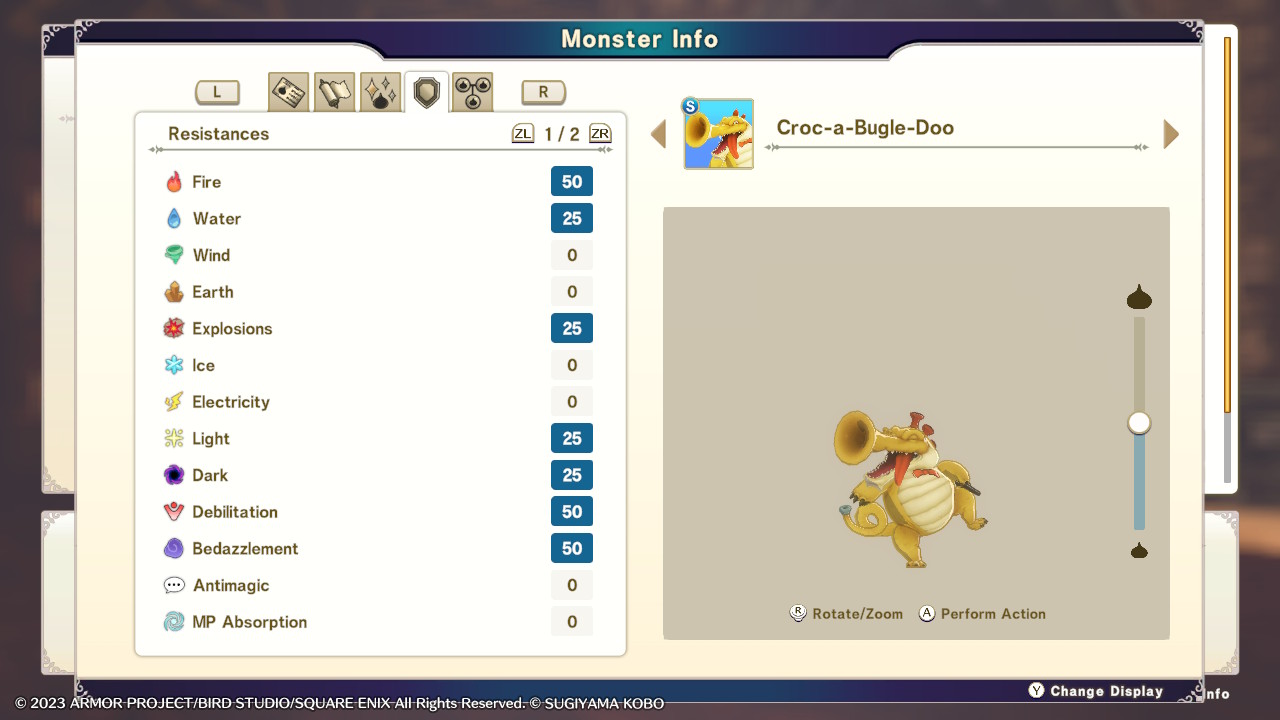 Monster Info
L
R
Resistances
ZL 1 / 2 ZR
Fire 50
Water 25
Wind 0
Earth 0
Explosions 25
Ice 0
Electricity 0
Light 25
Dark 25
Debilitation 50
Bedazzlement 50
Antimagic 0
MP Absorption 0
S
Croc-a-Bugle-Doo
R Rotate/Zoom A Perform Action
Y Change Display
Info
© 2023 ARMOR PROJECT/BIRD STUDIO/SQUARE ENIX All Rights Reserved. © SUGIYAMA KOBO